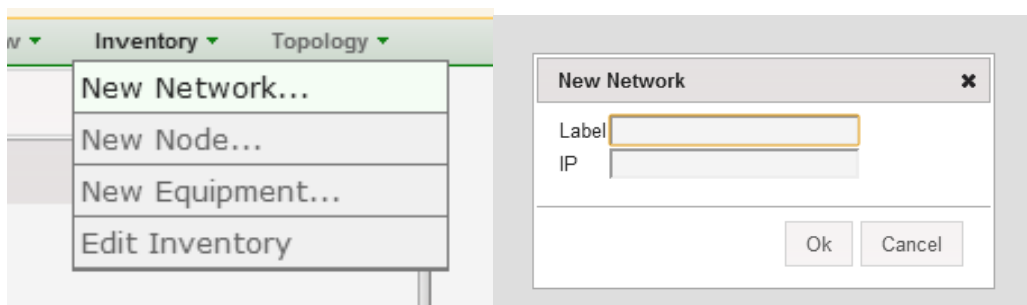 w Inventory Topology
New Network...
New Node...
New Equipment...
Edit Inventory
New Network
Label
IP
Ok Cancel